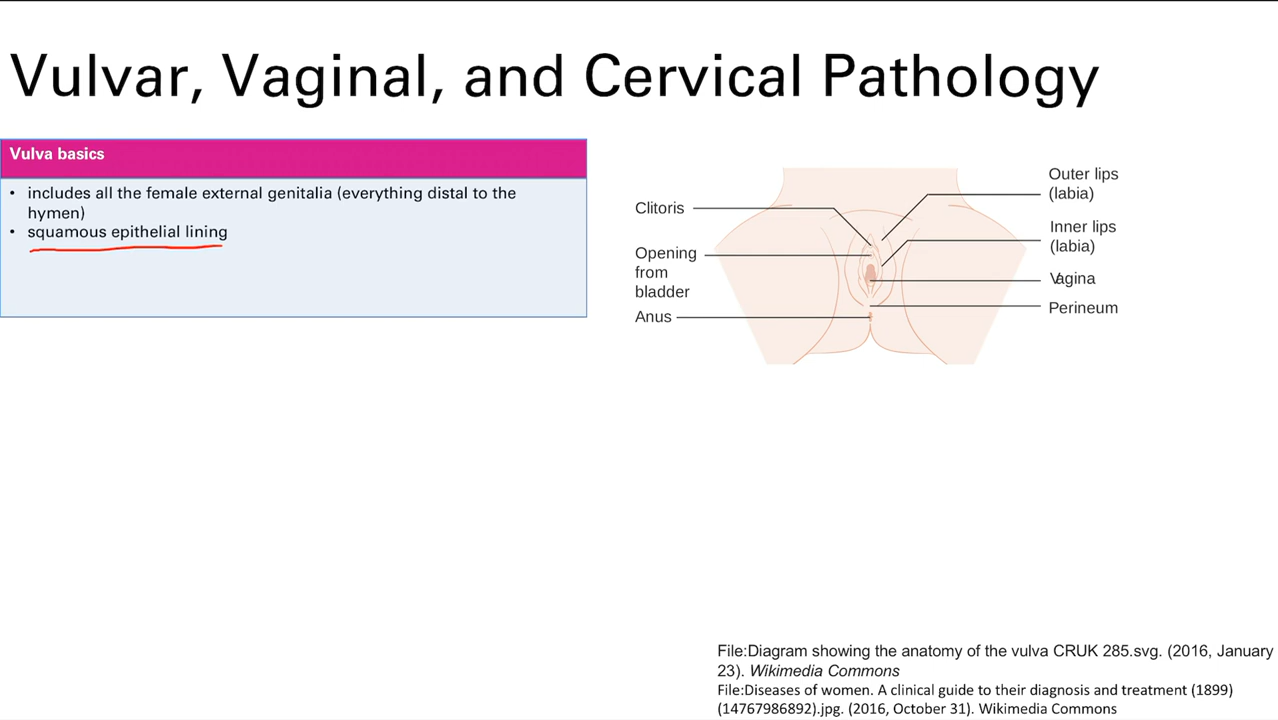 Vulvar, Vaginal, and Cervical Pathology
Vulva basics
• includes all the female external genitalia (everything distal to the
hymen)
• squamous epithelial lining
Clitoris
Opening
from
bladder
Anus
Outer lips
(labia)
Inner lips
(labia)
Vagina
Perineum
File:Diagram showing the anatomy of the vulva CRUK 285.svg. (2016, January
23). Wikimedia Commons
File:Diseases of women. A clinical guide to their diagnosis and treatment (1899)
(14767986892).jpg. (2016, October 31). Wikimedia Commons